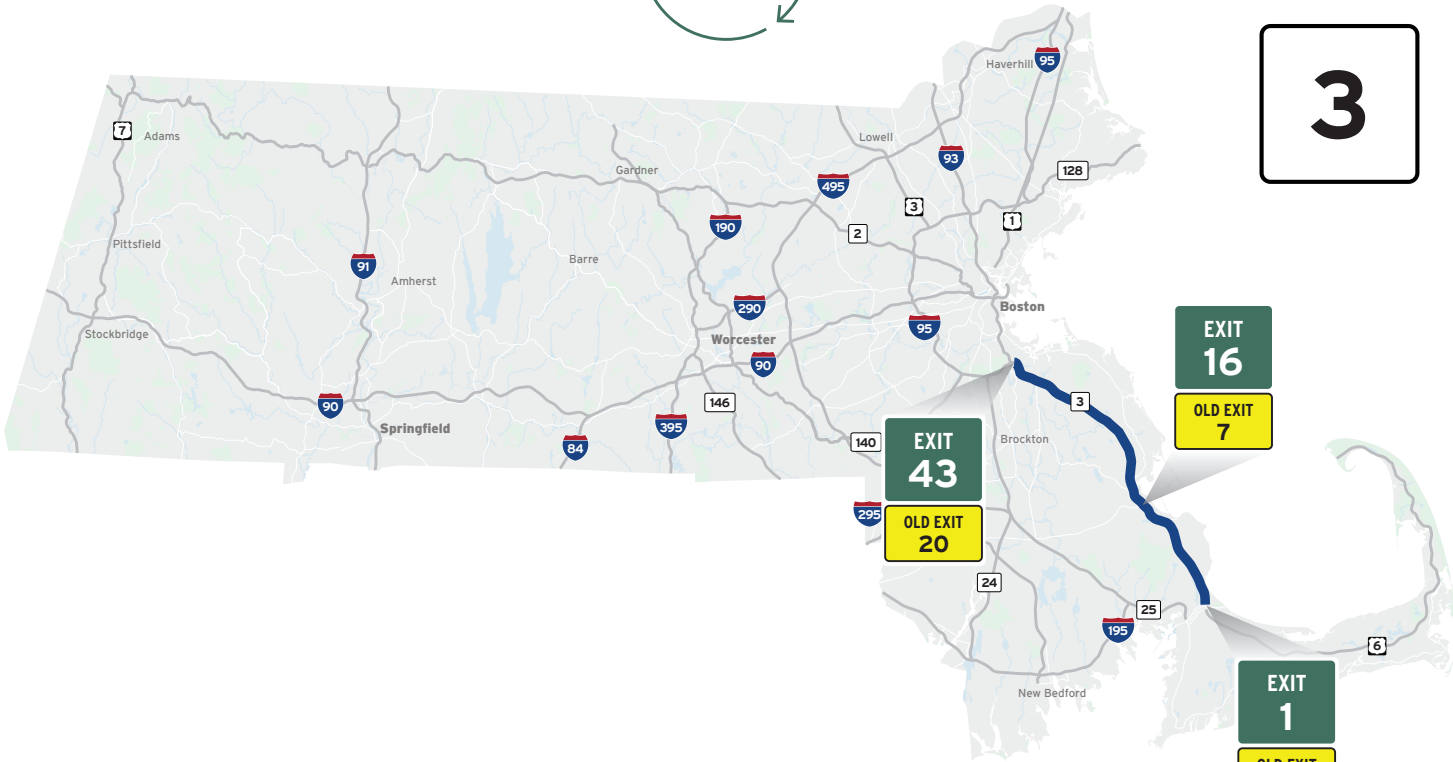 Haverhill
95
3
7
Adams
Lowell
93
Gardner
128
495
3
190
1
2
Pittsfield
91
Barre
Amherst
290
Boston
95
Stockbridge
Worcester
90
EXIT
16
OLD EXIT
7
90
146
3
Springfield
395
84
140
Brockton
EXIT
43
OLD EXIT
20
295
24
25
195
6
New Bedford
EXIT
1
OLD EXIT